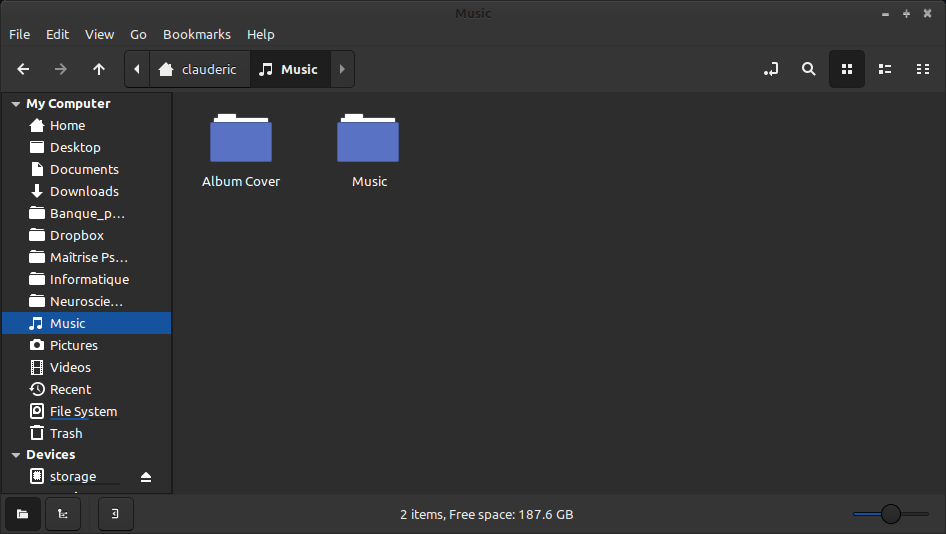 Music
File Edit View Go Bookmarks Help
clauderic Music
My Computer
Home
Desktop
Documents
Downloads
Banque_p...
Dropbox
Maîtrise Ps...
Informatique
Neuroscie...
Music
Pictures
Videos
Recent
File System
Trash
Devices
storage
Album Cover Music
2 items, Free space: 187.6 GB